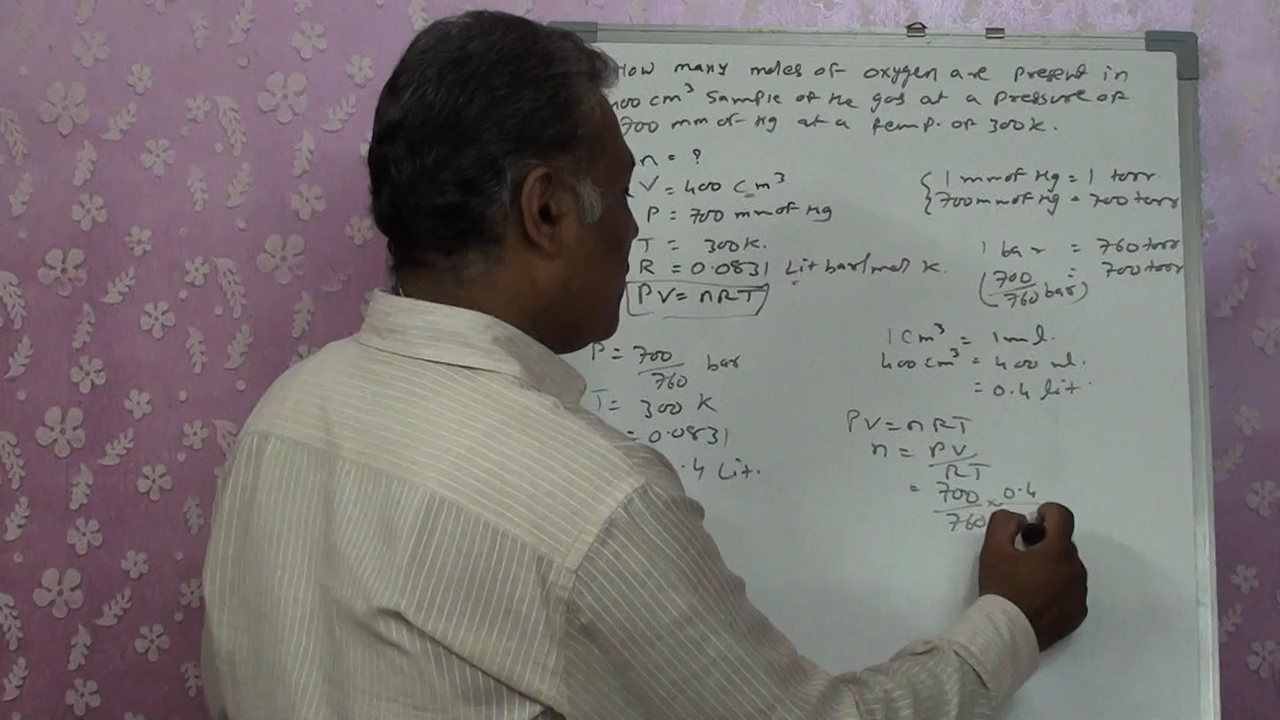 How many moles of oxygen are present in
400 cm³ sample of the gas at a pressure of
700 mm of Hg at a temp. of 300 K.
n = ?
V = 400 cm³
P = 700 mm of Hg
T = 300 K.
R = 0.0831 Lit bar/mol K.
PV = nRT
P = 700/760 bar
T = 300 K
= 0.0831
.4 Lit.
1 mm of Hg = 1 torr
700 mm of Hg = 700 torr
1 bar = 760 torr
(700/760 bar) = 700 torr
1 cm³ = 1 ml.
400 cm³ = 400 ml.
= 0.4 lit.
PV = nRT
n = PV/RT
= 700/760 × 0.4